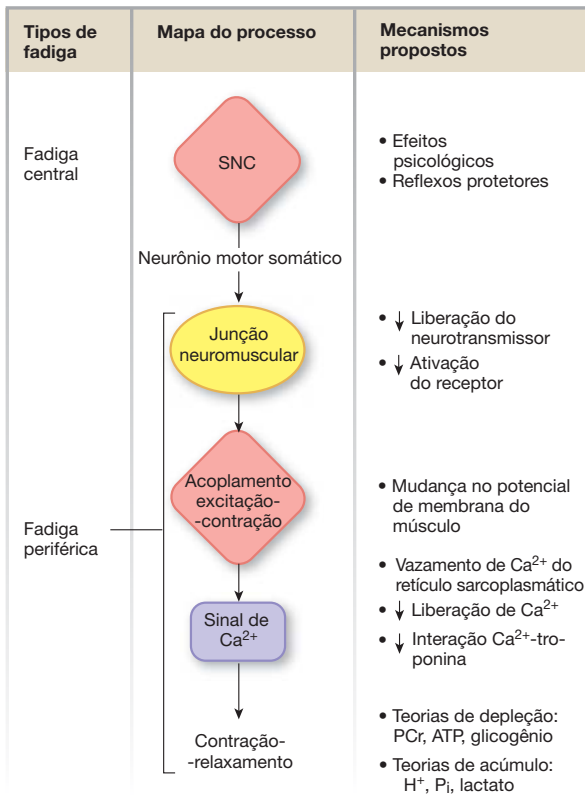 Tipos de
fadiga
Mapa do processo
Mecanismos
propostos
Fadiga
central
SNC
• Efeitos
psicológicos
• Reflexos protetores
Neurônio motor somático
Junção
neuromuscular
• ↓ Liberação do
neurotransmissor
• ↓ Ativação
do receptor
Fadiga
periférica
Acoplamento
excitação-
-contração
• Mudança no potencial
de membrana do
músculo
Sinal de
Ca²⁺
• Vazamento de Ca²⁺ do
retículo sarcoplasmático
• ↓ Liberação de Ca²⁺
• ↓ Interação Ca²⁺-tro-
ponina
Contração-
-relaxamento
• Teorias de depleção:
PCr, ATP, glicogênio
• Teorias de acúmulo:
H⁺, Pᵢ, lactato